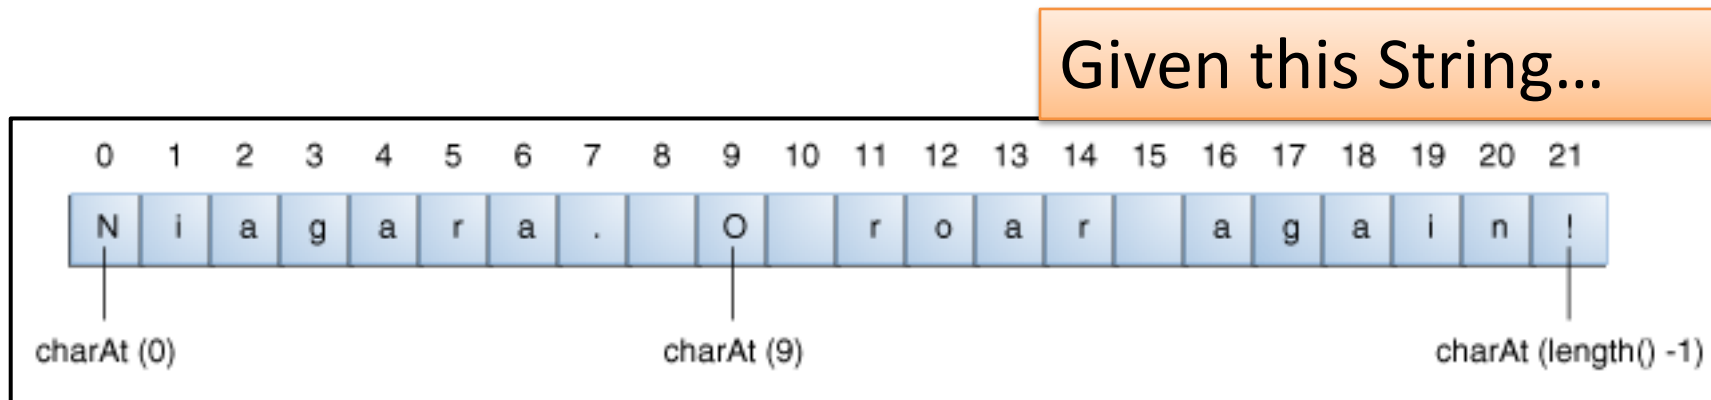 Given this String…
0 1 2 3 4 5 6 7 8 9 10 11 12 13 14 15 16 17 18 19 20 21
N i a g a r a . O r o a r a g a i n !
charAt (0) charAt (9) charAt (length() -1)